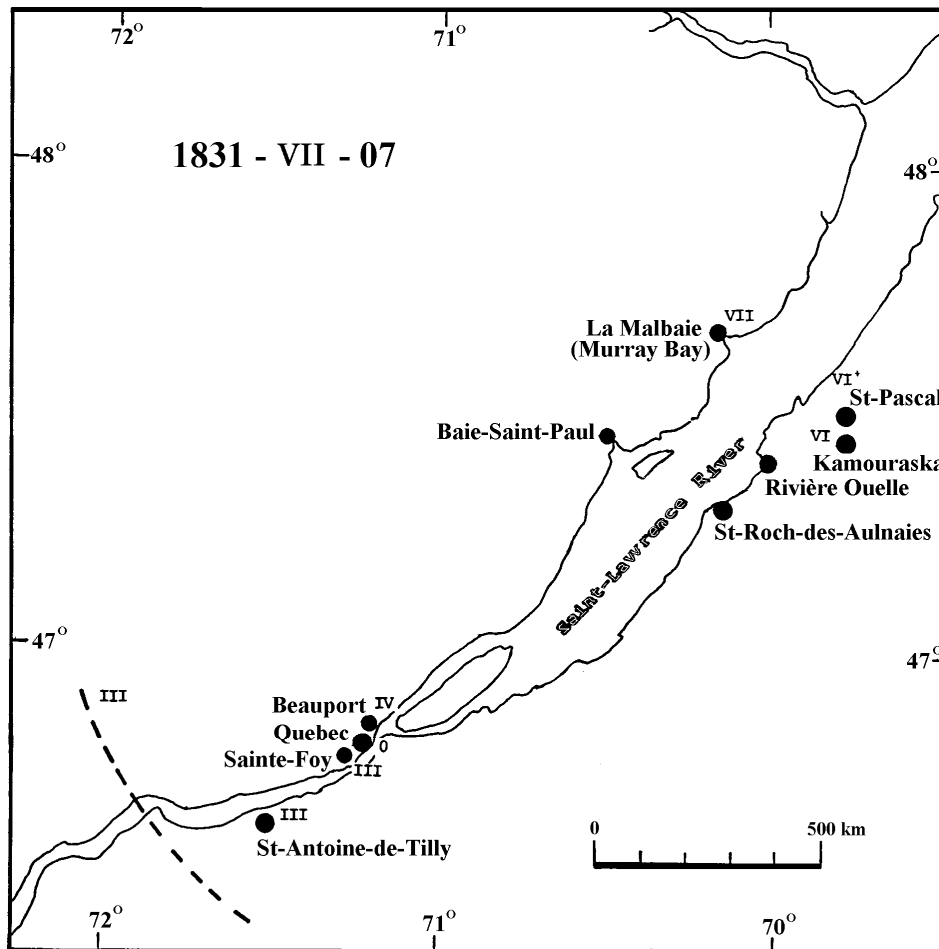 72°
71°
1831 - VII - 07
48°
48°
VII
La Malbaie
(Murray Bay)
VI+
St-Pascal
Baie-Saint-Paul
VI
Kamouraska
Rivière Ouelle
St-Roch-des-Aulnaies
Saint-Lawrence River
47°
47°
III
IV
Beauport
Quebec
0
Sainte-Foy
III
III
St-Antoine-de-Tilly
0
500 km
72°
71°
70°